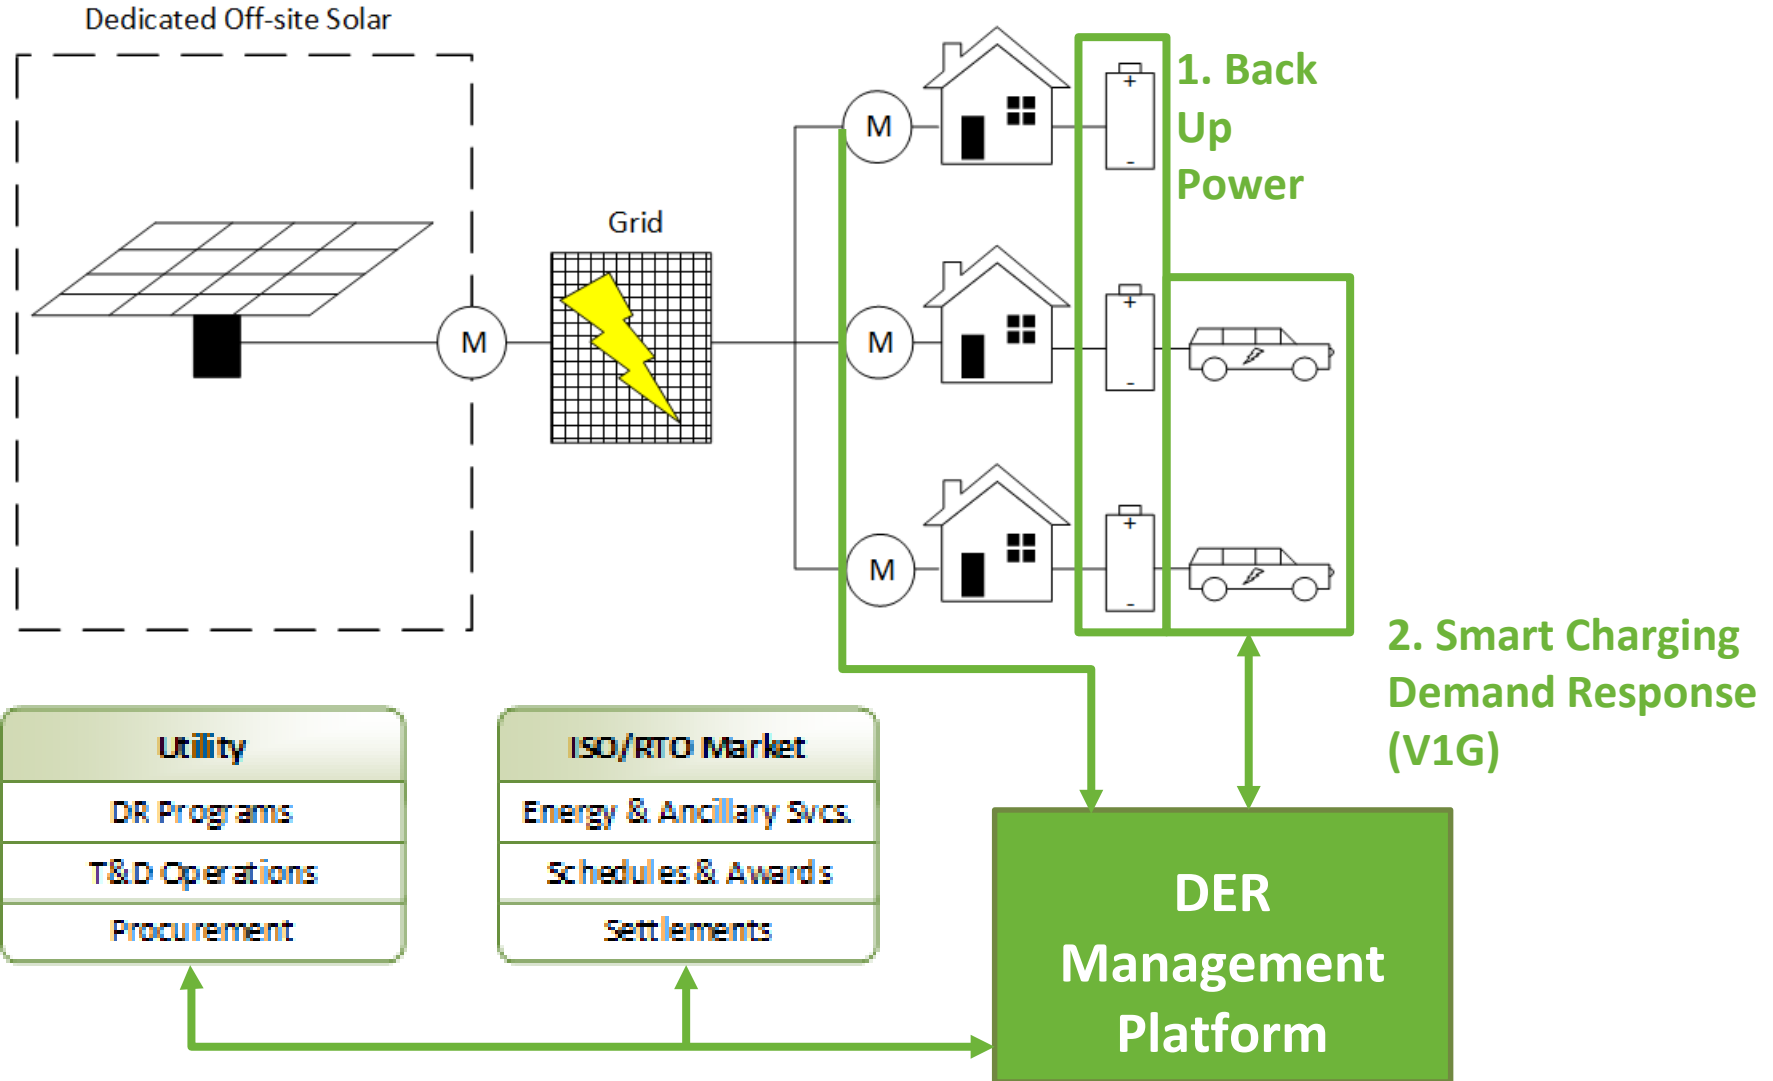 Dedicated Off-site Solar
Grid
M
M
M
M
+
-
+
-
+
-
1. Back
Up
Power
2. Smart Charging
Demand Response
(V1G)
Utility
DR Programs
T&D Operations
Procurement
ISO/RTO Market
Energy & Ancillary Svcs.
Schedules & Awards
Settlements
DER
Management
Platform